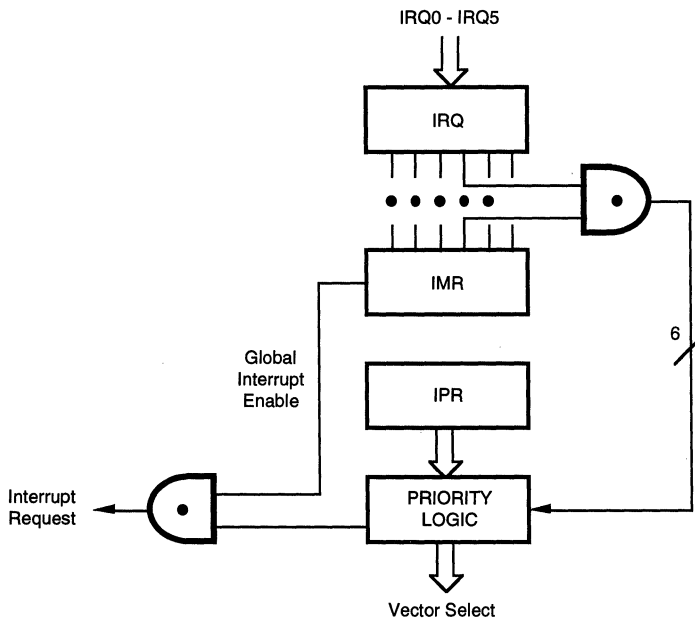 IRQ0 - IRQ5
IRQ
IMR
6
Global
Interrupt
Enable
IPR
Interrupt
Request
PRIORITY
LOGIC
Vector Select